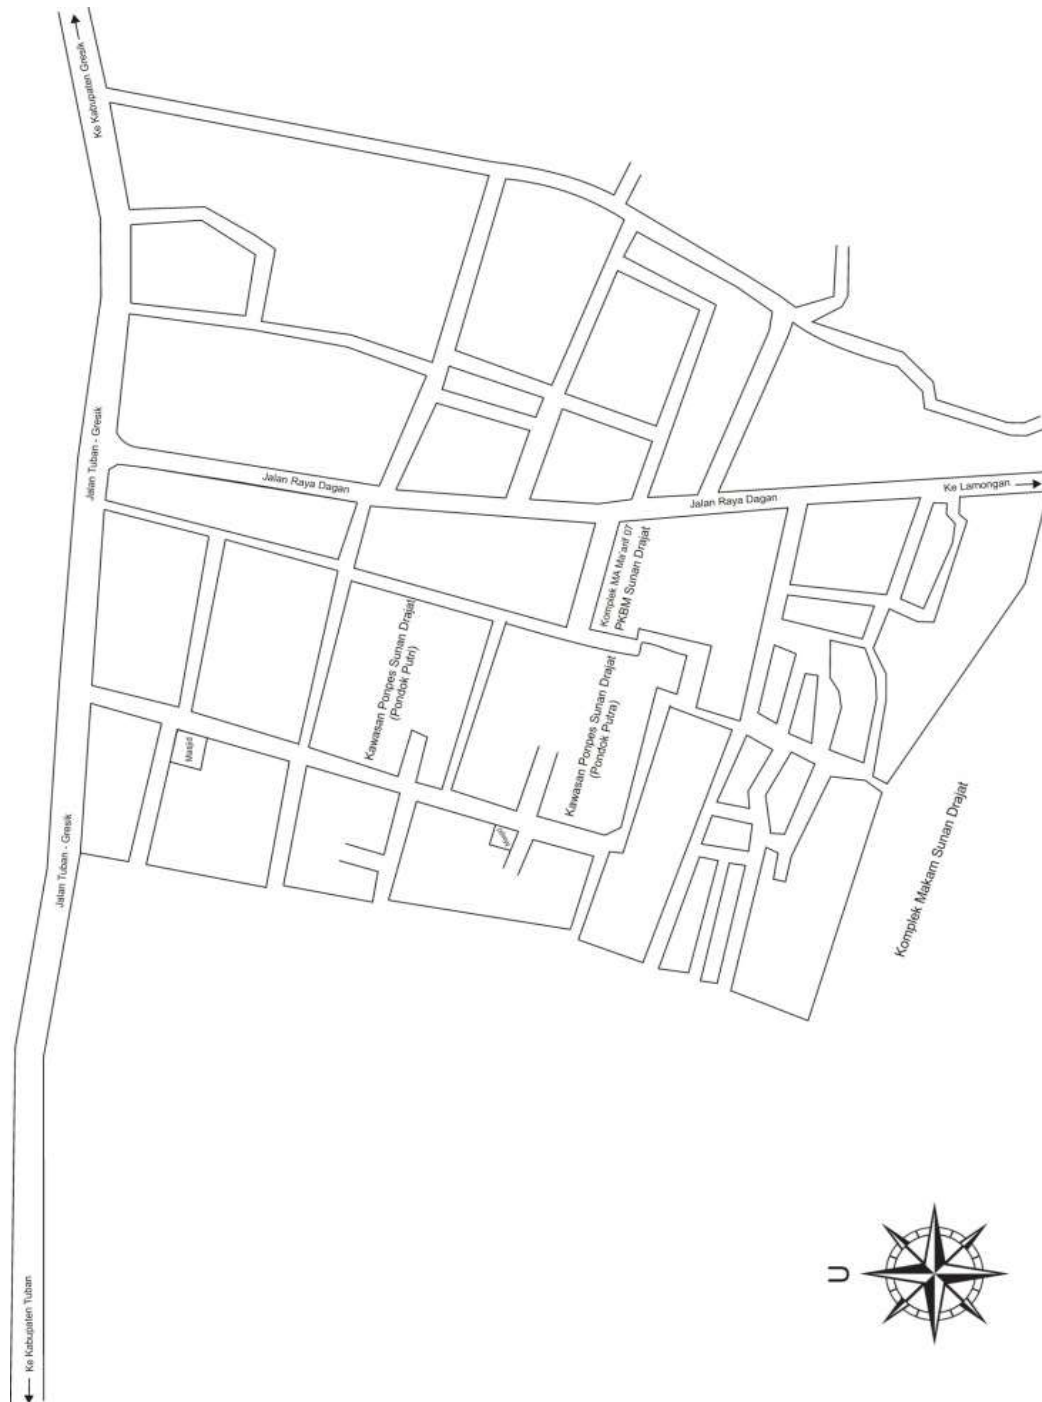 Ke Kabupaten Gresik
Jalan Tuban - Gresik
Jalan Raya Dagan
Jalan Raya Dagan
Ke Lamongan
Komplek MA Ma'arif 07
PKBM Sunan Drajat
Kawasan Ponpes Sunan Drajat
(Pondok Putri)
Kawasan Ponpes Sunan Drajat
(Pondok Putra)
Masjid
Jalan Tuban - Gresik
Komplek Makam Sunan Drajat
U
Ke Kabupaten Tuban